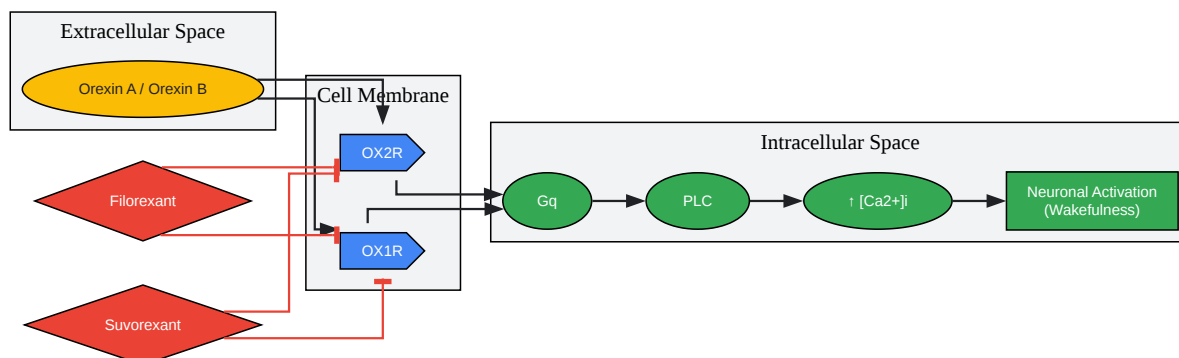 Extracellular Space
Orexin A / Orexin B
Cell Membrane
OX2R
OX1R
Filorexant
Suvorexant
Intracellular Space
Gq
PLC
↑ [Ca2+]i
Neuronal Activation
(Wakefulness)